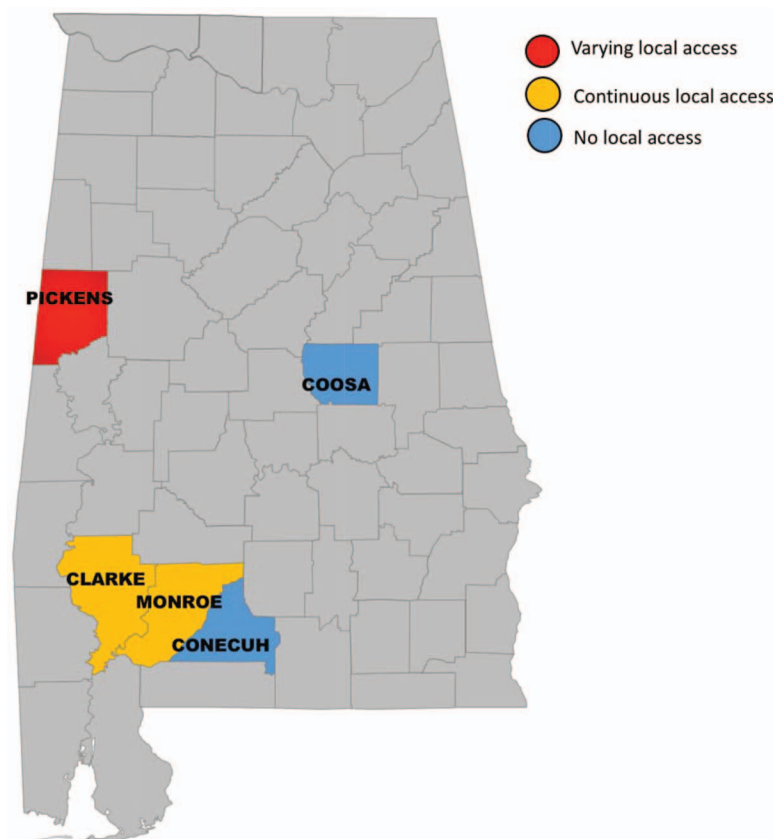 Varying local access
Continuous local access
No local access
PICKENS
COOSA
CLARKE
MONROE
CONECUH